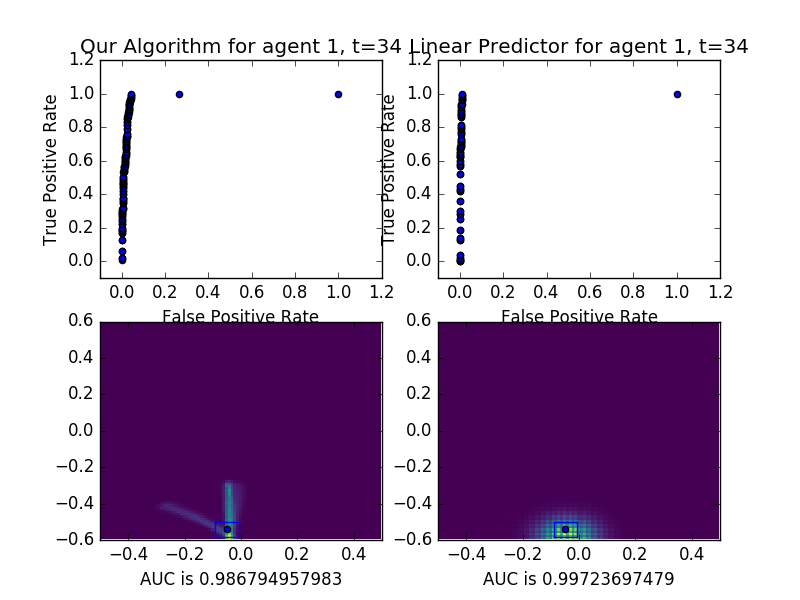 Our Algorithm for agent 1, t=34 Linear Predictor for agent 1, t=34
1.2
1.0
0.8
0.6
0.4
0.2
0.0
True Positive Rate
0.0 0.2 0.4 0.6 0.8 1.0 1.2
False Positive Rate
1.2
1.0
0.8
0.6
0.4
0.2
0.0
True Positive Rate
0.0 0.2 0.4 0.6 0.8 1.0 1.2
False Positive Rate
0.6
0.4
0.2
0.0
−0.2
−0.4
−0.6
−0.4 −0.2 0.0 0.2 0.4
AUC is 0.986794957983
0.6
0.4
0.2
0.0
−0.2
−0.4
−0.6
−0.4 −0.2 0.0 0.2 0.4
AUC is 0.99723697479